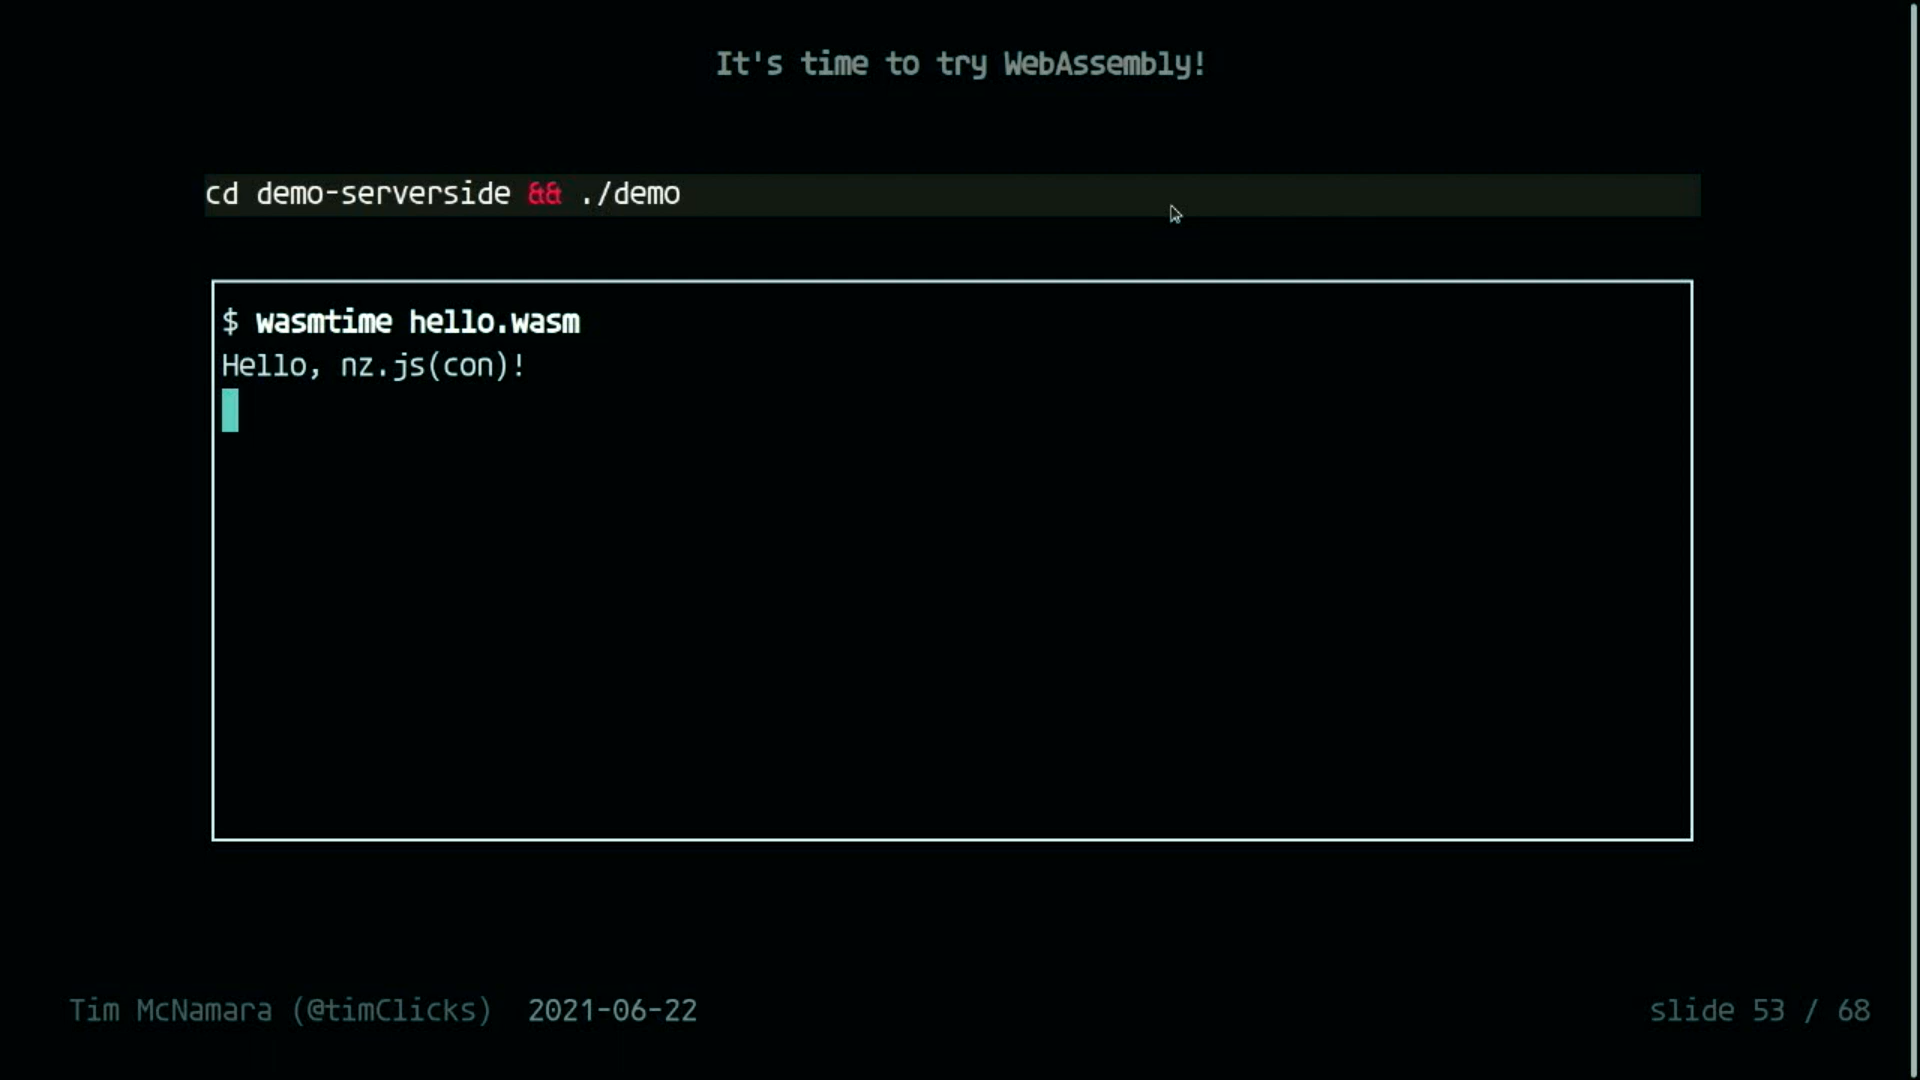 It's time to try WebAssembly!
cd demo-serverside && ./demo
$ wasmtime hello.wasm
Hello, nz.js(con)!
Tim McNamara (@timClicks) 2021-06-22
slide 53 / 68